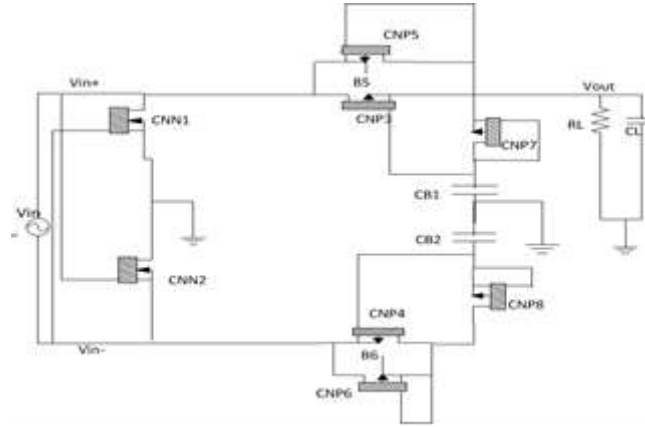 CNP5
Vin+
B5
Vout
CNN1
CNP3
RL
CL
CNP7
CB1
Vin
CB2
CNN2
CNP4
CNP8
Vin-
B6
CNP6